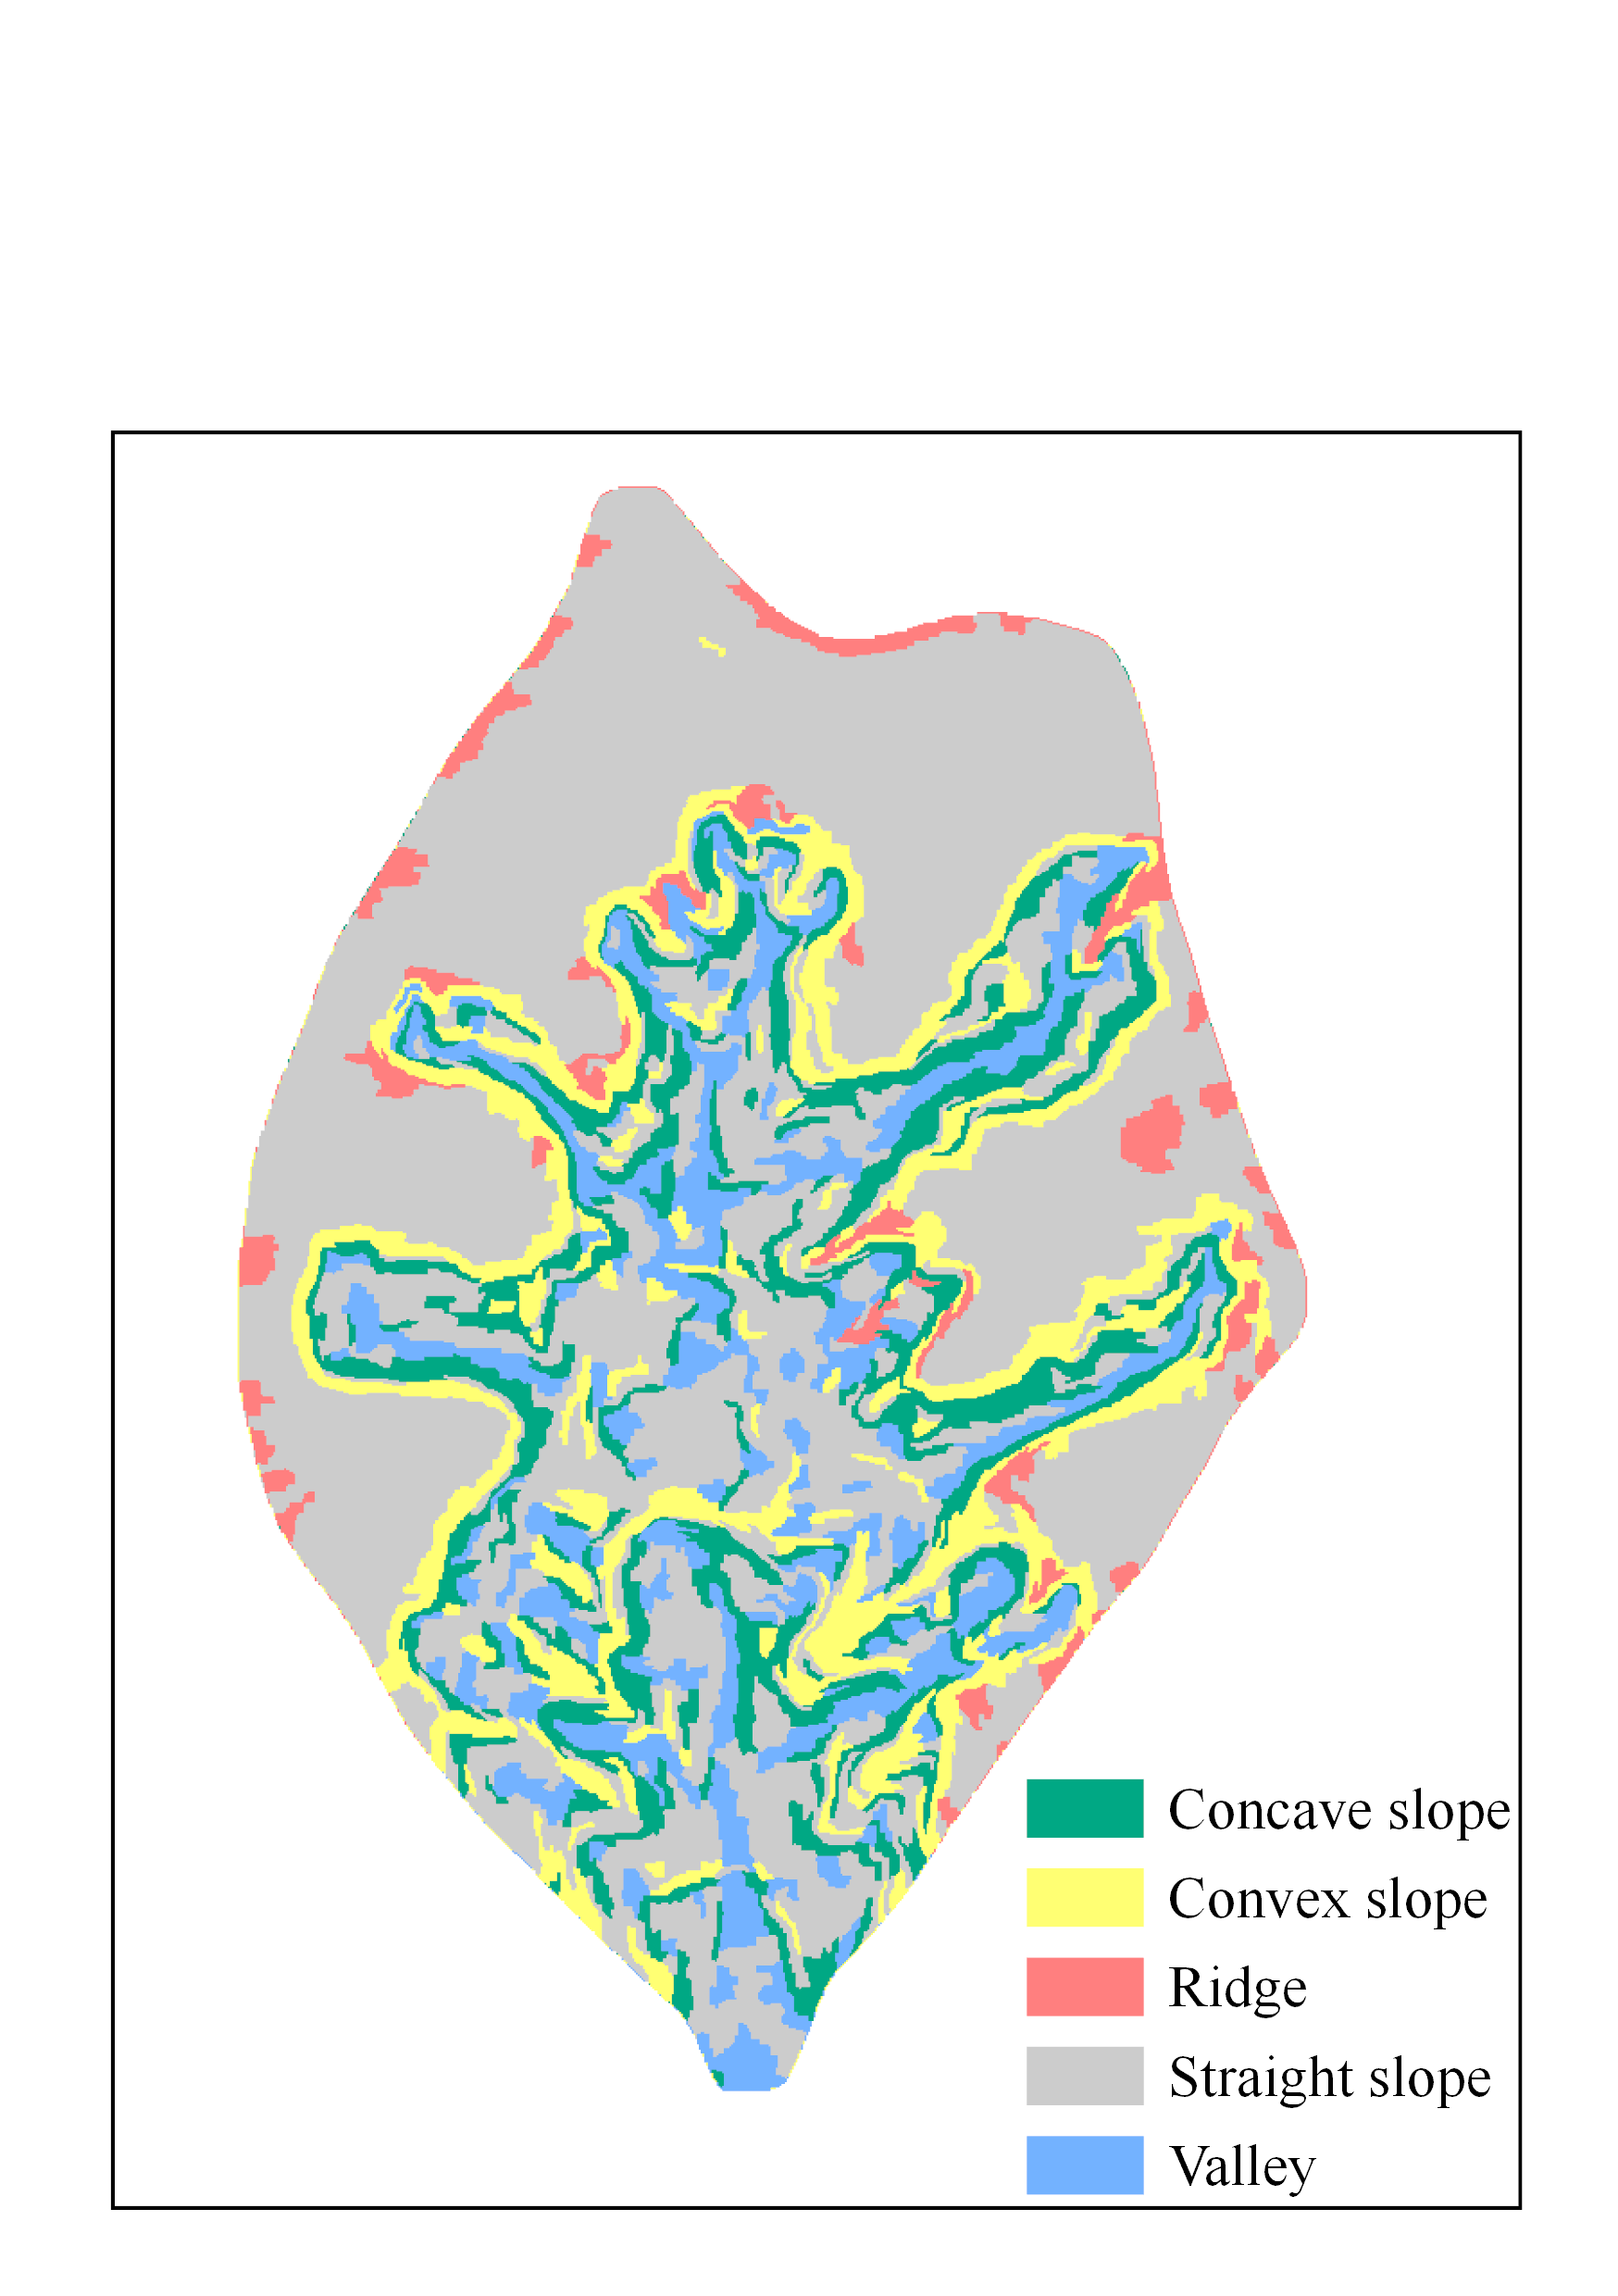 Concave slope
Convex slope
Ridge
Straight slope
Valley